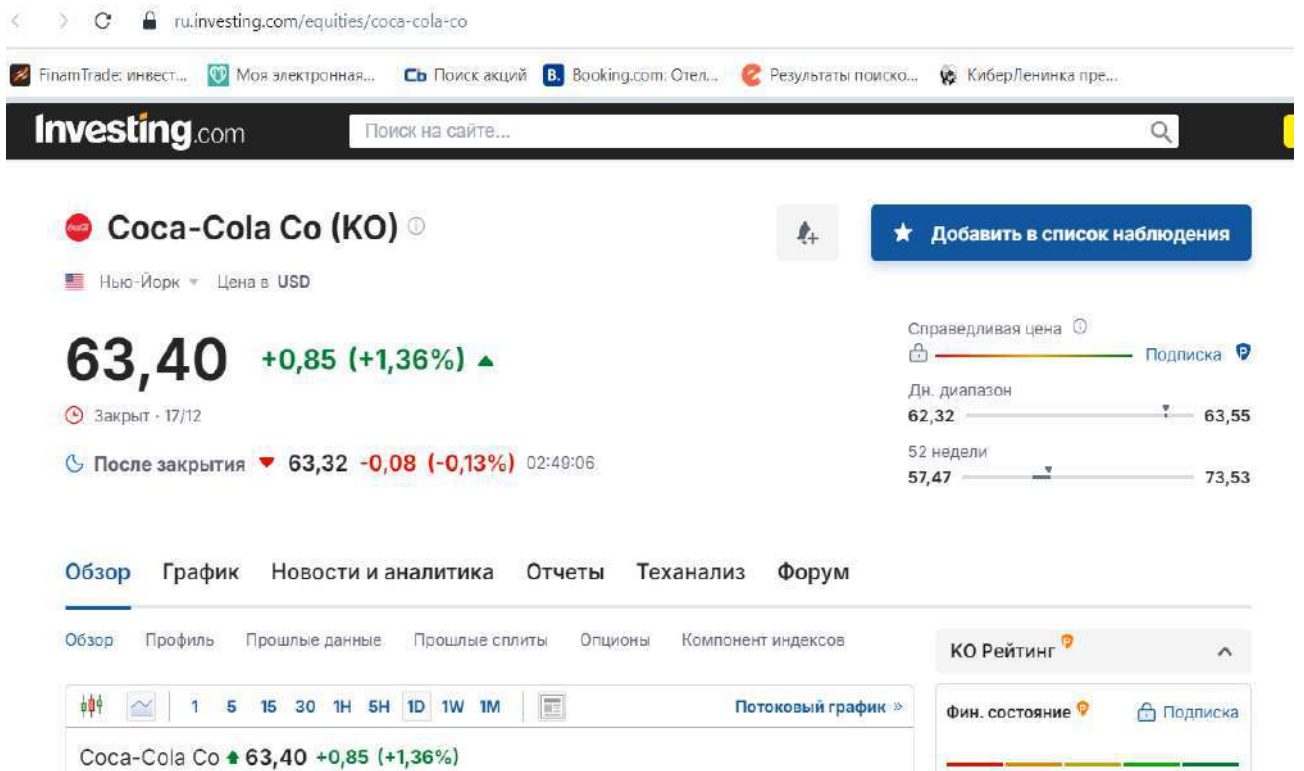 ru.investing.com/equities/coca-cola-co
FinamTrade: инвест... Моя электронная... Сь Поиск акций B. Booking.com: Отел... Результаты поиско... КиберЛенинка пре...
Investing.com Поиск на сайте...
Coca-Cola Co (KO)
Добавить в список наблюдения
Нью-Йорк Цена в USD
63,40 +0,85 (+1,36%)
Закрыт · 17/12
После закрытия 63,32 -0,08 (-0,13%) 02:49:06
Справедливая цена
Подписка
Дн. диапазон
62,32 63,55
52 недели
57,47 73,53
Обзор График Новости и аналитика Отчеты Теханализ Форум
Обзор Профиль Прошлые данные Прошлые сплиты Опционы Компонент индексов
KO Рейтинг
1 5 15 30 1H 5H 1D 1W 1M Потоковый график »
Фин. состояние Подписка
Coca-Cola Co 63,40 +0,85 (+1,36%)